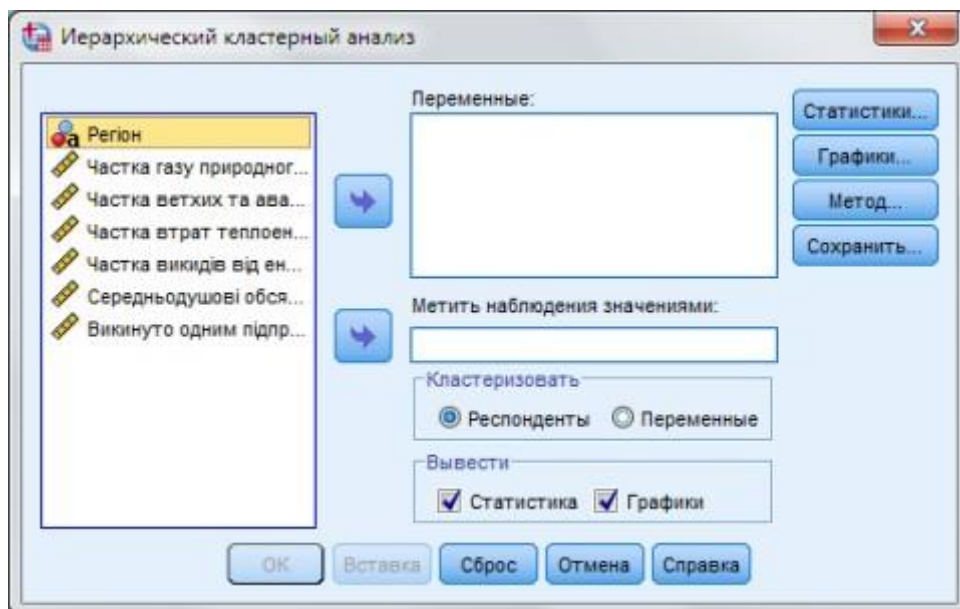 Иерархический кластерный анализ
Регіон
Частка газу природног...
Частка ветхих та ава...
Частка втрат теплоен...
Частка викидів від ен...
Середньодушові обся...
Викинуто одним підпр...
Переменные:
Метить наблюдения значениями:
Кластеризовать
Респонденты Переменные
Вывести
Статистика Графики
Статистики...
Графики...
Метод...
Сохранить...
ОК Вставка Сброс Отмена Справка